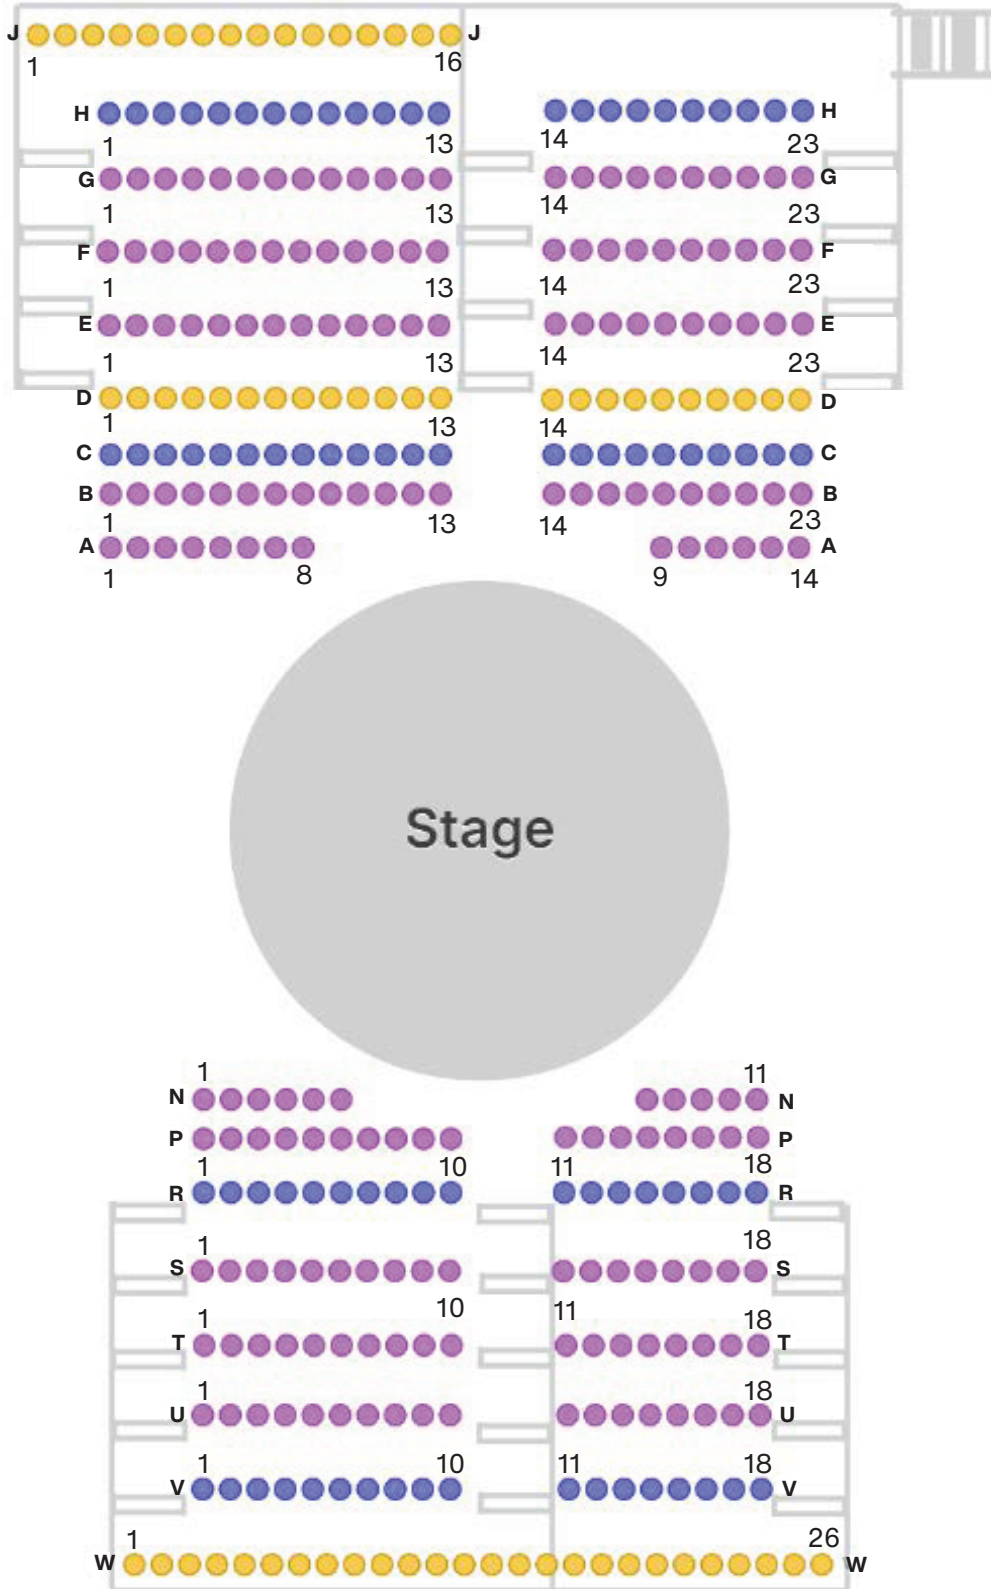 J J
1 16
H H
1 13 14 23
G G
1 13 14 23
F F
1 13 14 23
E E
1 13 14 23
D D
1 13 14
C C
B B
1 13 14 23
A A
1 8 9 14
Stage
1 11
N N
P P
1 10 11 18
R R
1 18
S S
1 10 11 18
T T
1 18
U U
1 10 11 18
V V
1 26
W W